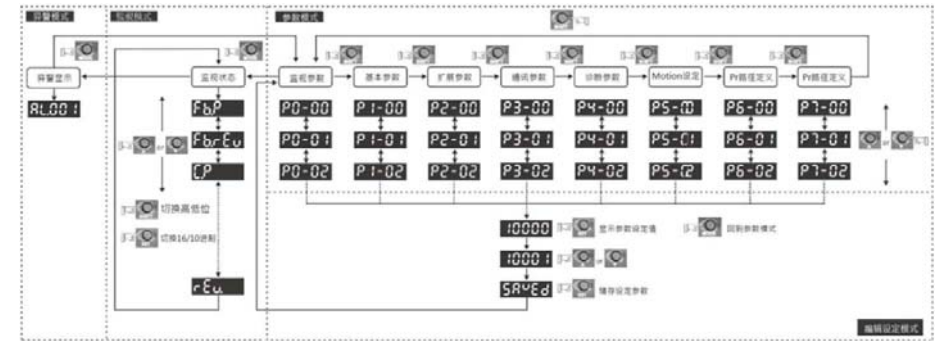 异警模式
监视模式
参数模式
异警显示
监视状态
监视参数
基本参数
扩展参数
通讯参数
诊断参数
Motion设定
Pr路径定义
Pr路径定义
AL001
Fb.P
P0-00
P1-00
P2-00
P3-00
P4-00
P5-00
P6-00
P7-00
or
Fb.rEu
P0-01
P1-01
P2-01
P3-01
P4-01
P5-01
P6-01
P7-01
or
C.P
P0-02
P1-02
P2-02
P3-02
P4-02
P5-02
P6-02
P7-02
切换高低位
10000
显示参数设定值
回到参数模式
切换16/10进制
10001
or
rEu.
SAvEd
储存设定参数
编辑设定模式